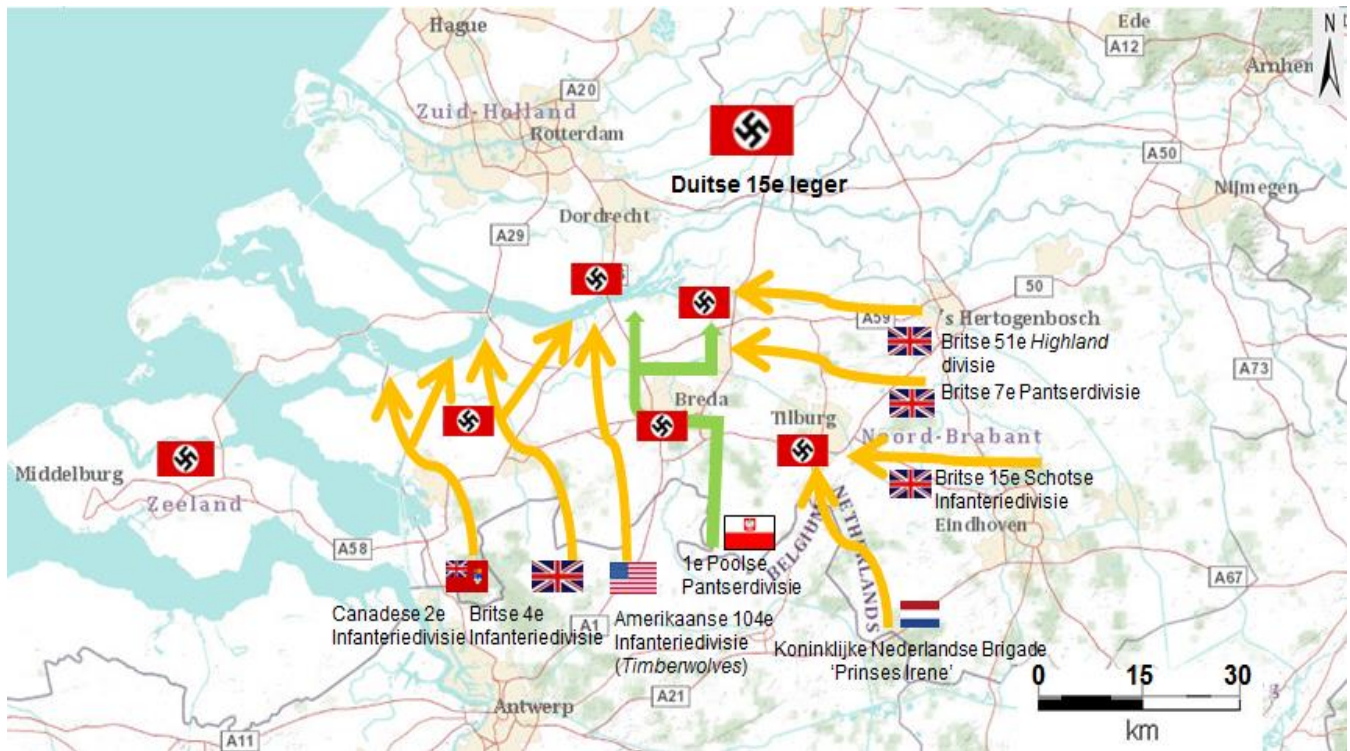 Hague
Ede
N
A12
Arnhem
A20
Zuid-Holland
Rotterdam
A50
Duitse 15e leger
Nijmegen
Dordrecht
A29
50
A59
's Hertogenbosch
Britse 51e Highland
divisie
A73
Britse 7e Pantserdivisie
Breda
Tilburg
Noord-Brabant
Middelburg
Zeeland
Britse 15e Schotse
Infanteriedivisie
Eindhoven
BELGIUM
NETHERLANDS
A58
1e Poolse
Pantserdivisie
A67
Canadese 2e
Infanteriedivisie
Britse 4e
Infanteriedivisie
A1
Amerikaanse 104e
Infanteriedivisie
(Timberwolves)
Koninklijke Nederlandse Brigade
'Prinses Irene'
A21
0 15 30
km
Antwerp
A11